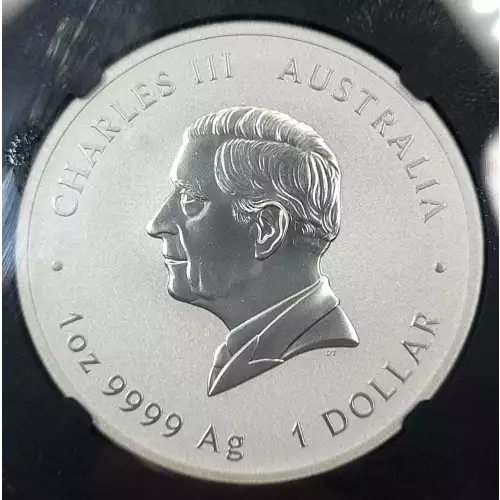 CHARLES III AUSTRALIA
1oz 9999 Ag 1 DOLLAR